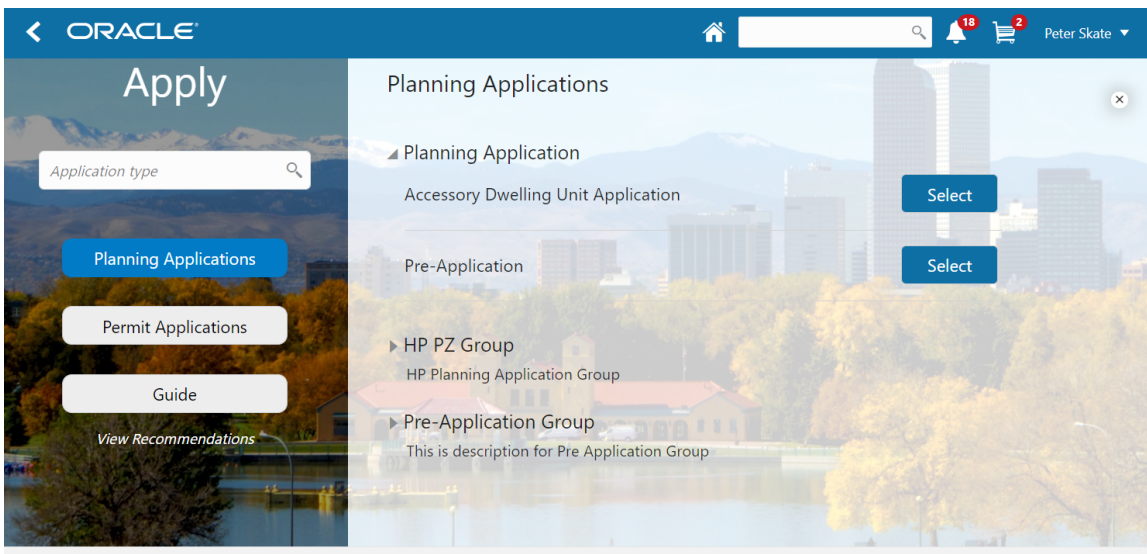 ORACLE
18
2
Peter Skate
Apply
Application type
Planning Applications
Permit Applications
Guide
View Recommendations
Planning Applications
Planning Application
Accessory Dwelling Unit Application
Select
Pre-Application
Select
HP PZ Group
HP Planning Application Group
Pre-Application Group
This is description for Pre Application Group